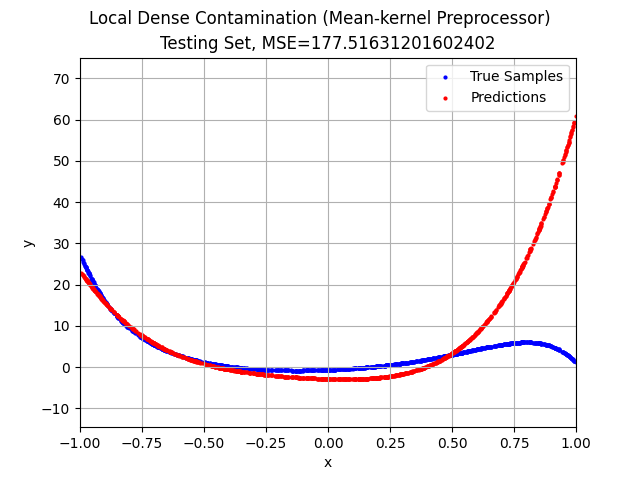 Local Dense Contamination (Mean-kernel Preprocessor)
Testing Set, MSE=177.51631201602402
True Samples
Predictions
y
70
60
50
40
30
20
10
0
−10
−1.00 −0.75 −0.50 −0.25 0.00 0.25 0.50 0.75 1.00
x